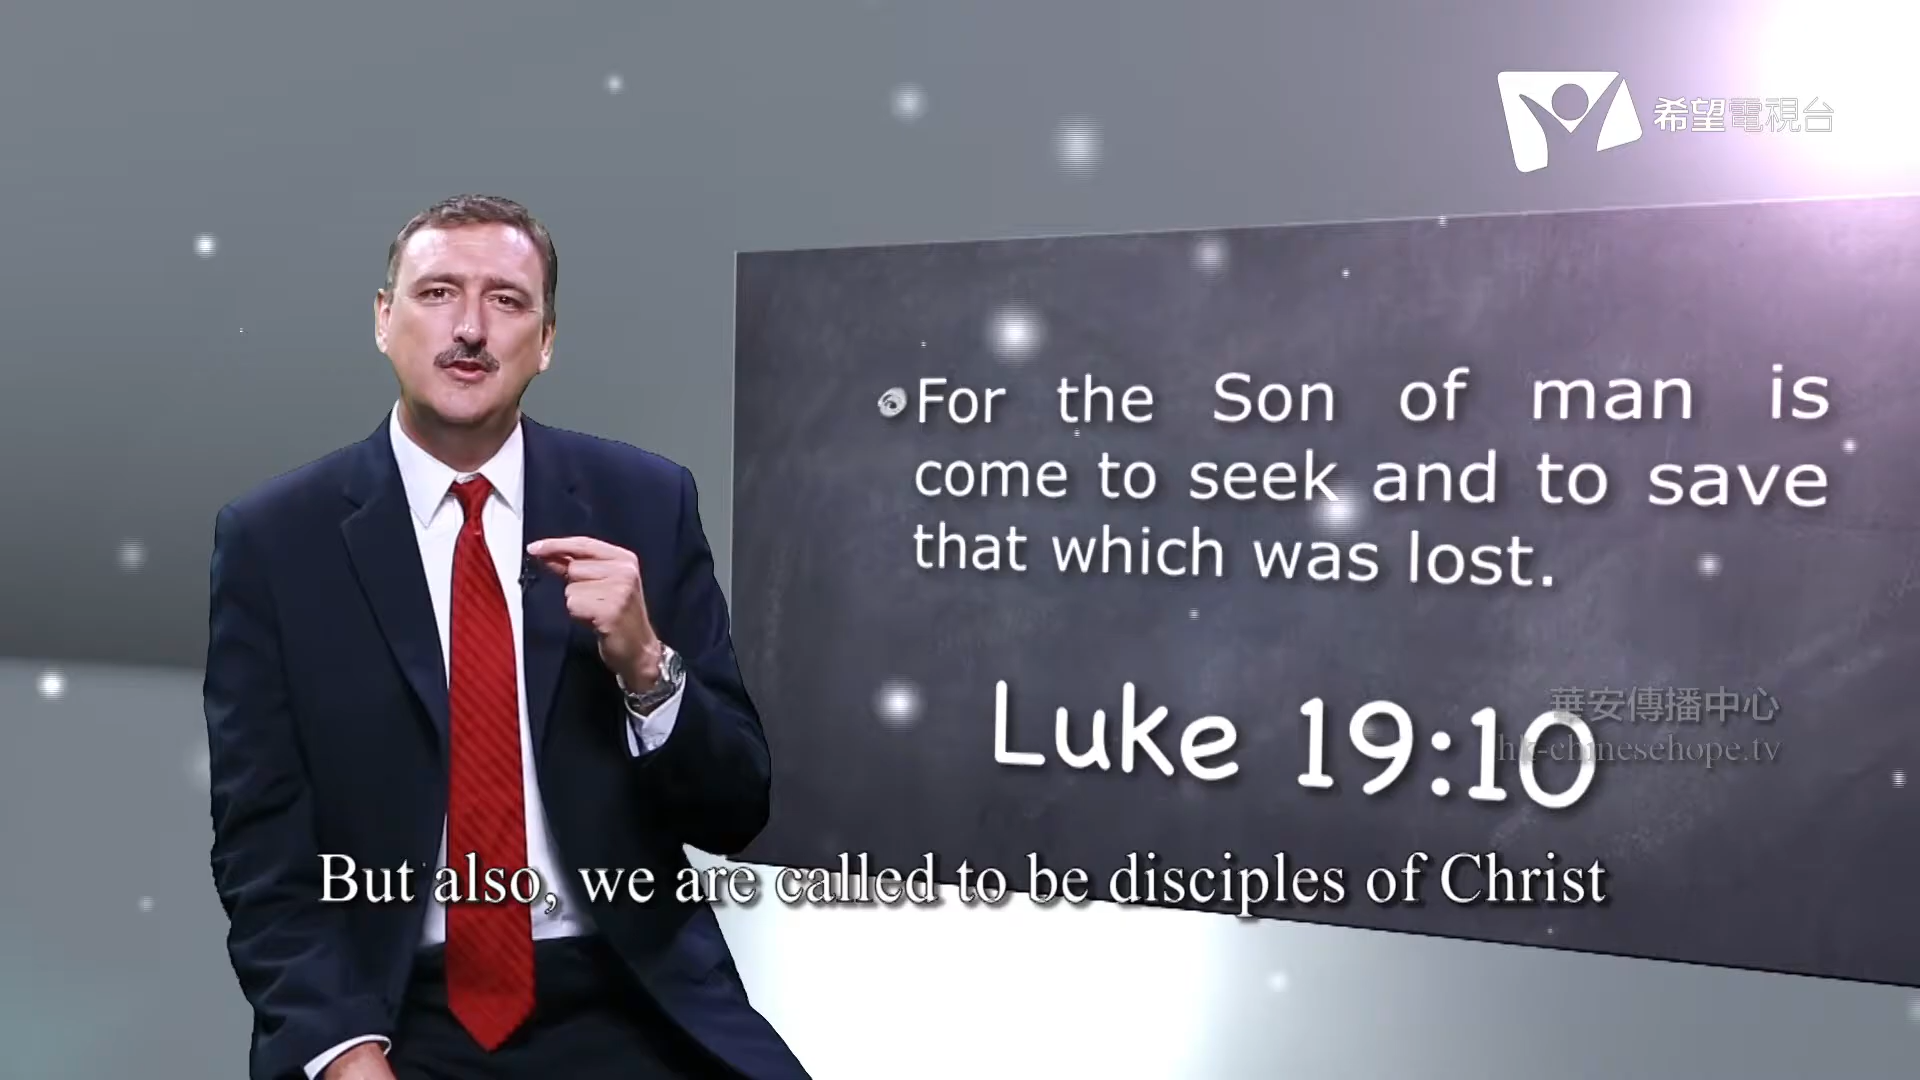 希望電視台
For the Son of man is
come to seek and to save
that which was lost.
Luke 19:10
華安傳播中心
hk-chinesehope.tv
But also, we are called to be disciples of Christ